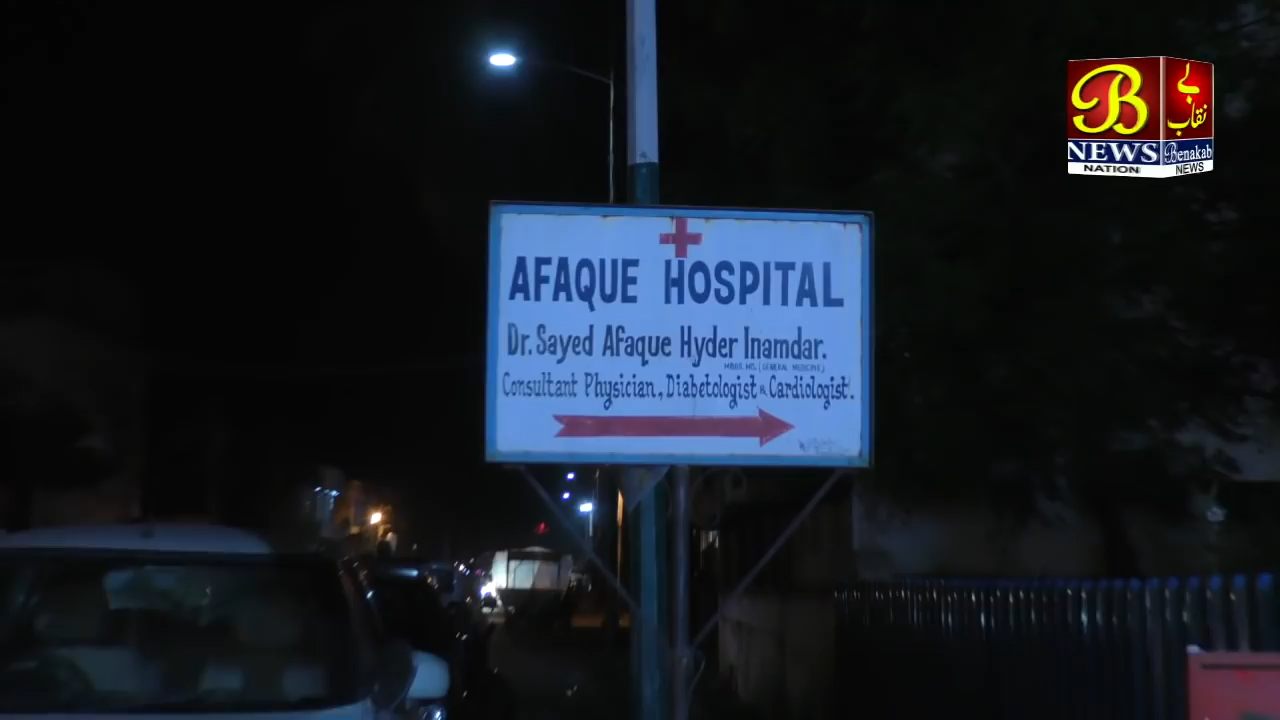 AFAQUE HOSPITAL
Dr. Sayed Afaque Hyder Inamdar.
MBBS. MD. (GENERAL MEDICINE)
Consultant Physician, Diabetologist & Cardiologist.
B
NEWS
NATION
بے
نقاب
Benakab
NEWS